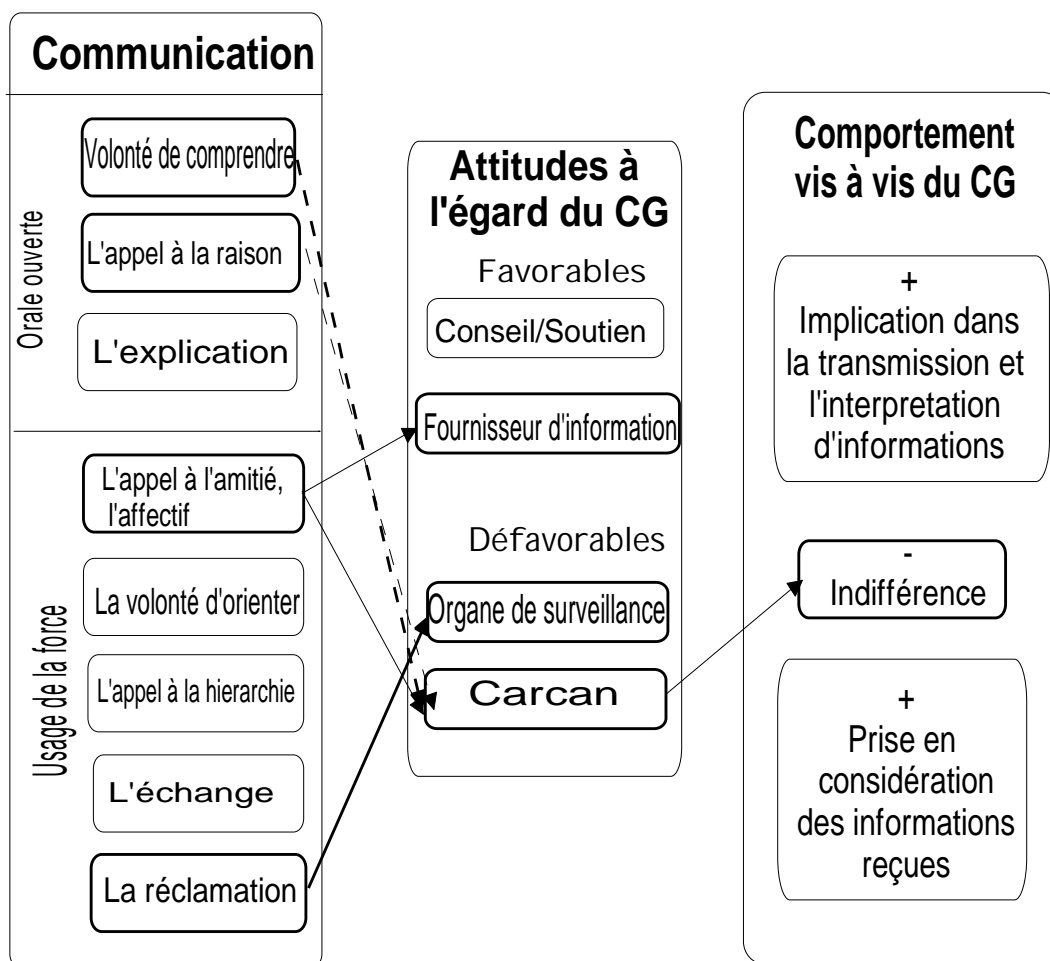 Communication
Orale ouverte
Volonté de comprendre
L'appel à la raison
L'explication
Usage de la force
L'appel à l'amitié,
l'affectif
La volonté d'orienter
L'appel à la hierarchie
L'échange
La réclamation
Attitudes à
l'égard du CG
Favorables
Conseil/Soutien
Fournisseur d'information
Défavorables
Organe de surveillance
Carcan
Comportement
vis à vis du CG
+
Implication dans
la transmission et
l'interpretation
d'informations
-
Indifférence
+
Prise en
considération
des informations
reçues